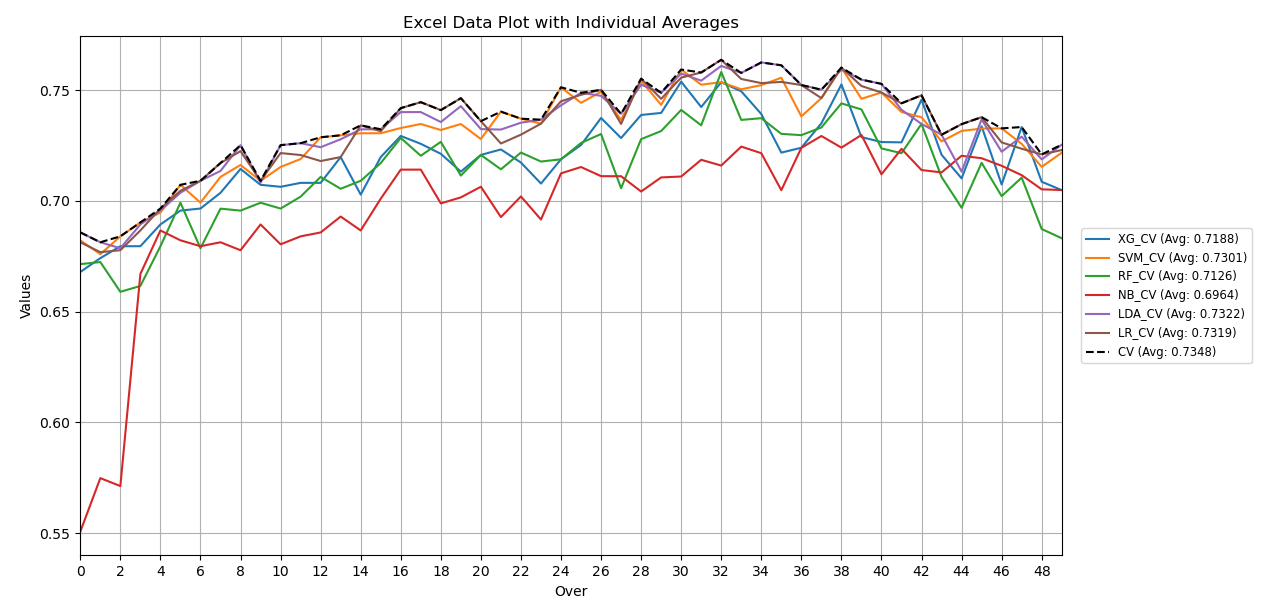 Excel Data Plot with Individual Averages
Values
0.75
0.70
0.65
0.60
0.55
0 2 4 6 8 10 12 14 16 18 20 22 24 26 28 30 32 34 36 38 40 42 44 46 48
Over
XG_CV (Avg: 0.7188)
SVM_CV (Avg: 0.7301)
RF_CV (Avg: 0.7126)
NB_CV (Avg: 0.6964)
LDA_CV (Avg: 0.7322)
LR_CV (Avg: 0.7319)
CV (Avg: 0.7348)